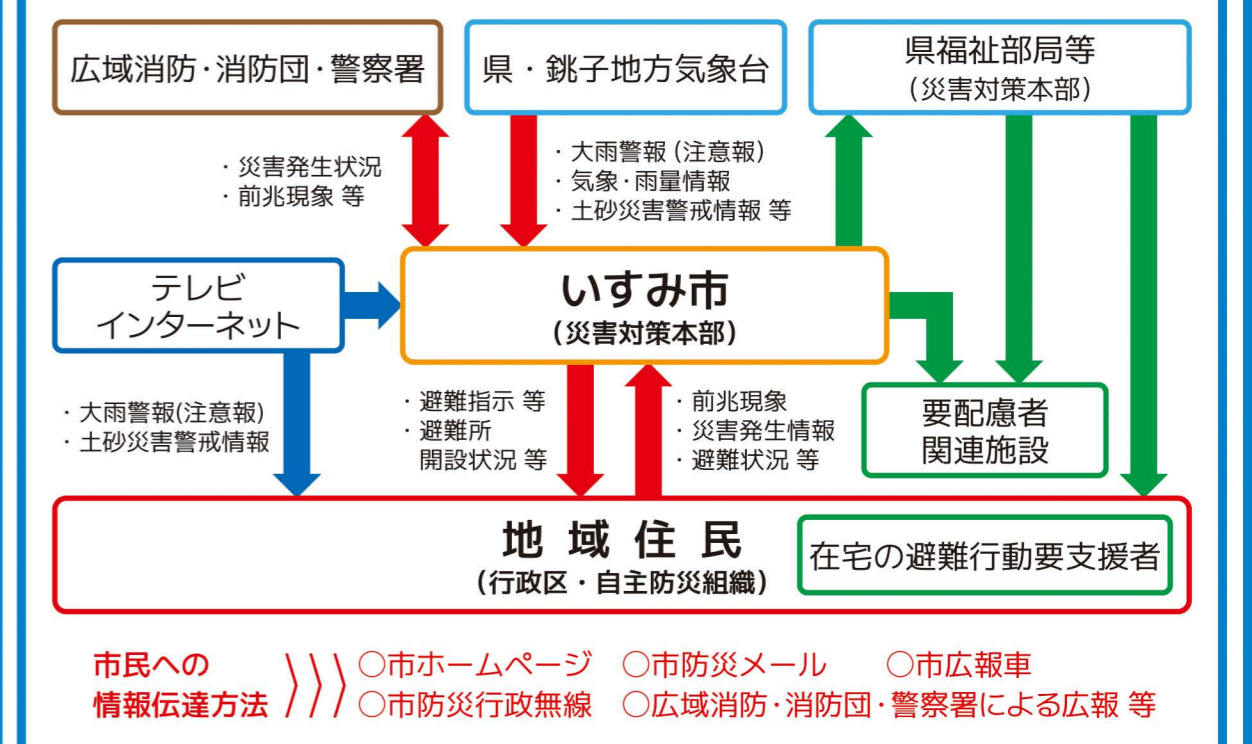 広域消防・消防団・警察署
県・銚子地方気象台
県福祉部局等
(災害対策本部)
・災害発生状況
・前兆現象 等
・大雨警報(注意報)
・気象・雨量情報
・土砂災害警戒情報 等
テレビ
インターネット
いすみ市
(災害対策本部)
・大雨警報(注意報)
・土砂災害警戒情報
・避難指示 等
・避難所
開設状況 等
・前兆現象
・災害発生情報
・避難状況 等
要配慮者
関連施設
地域住民
(行政区・自主防災組織)
在宅の避難行動要支援者
市民への
情報伝達方法
○市ホームページ ○市防災メール ○市広報車
○市防災行政無線 ○広域消防・消防団・警察署による広報 等